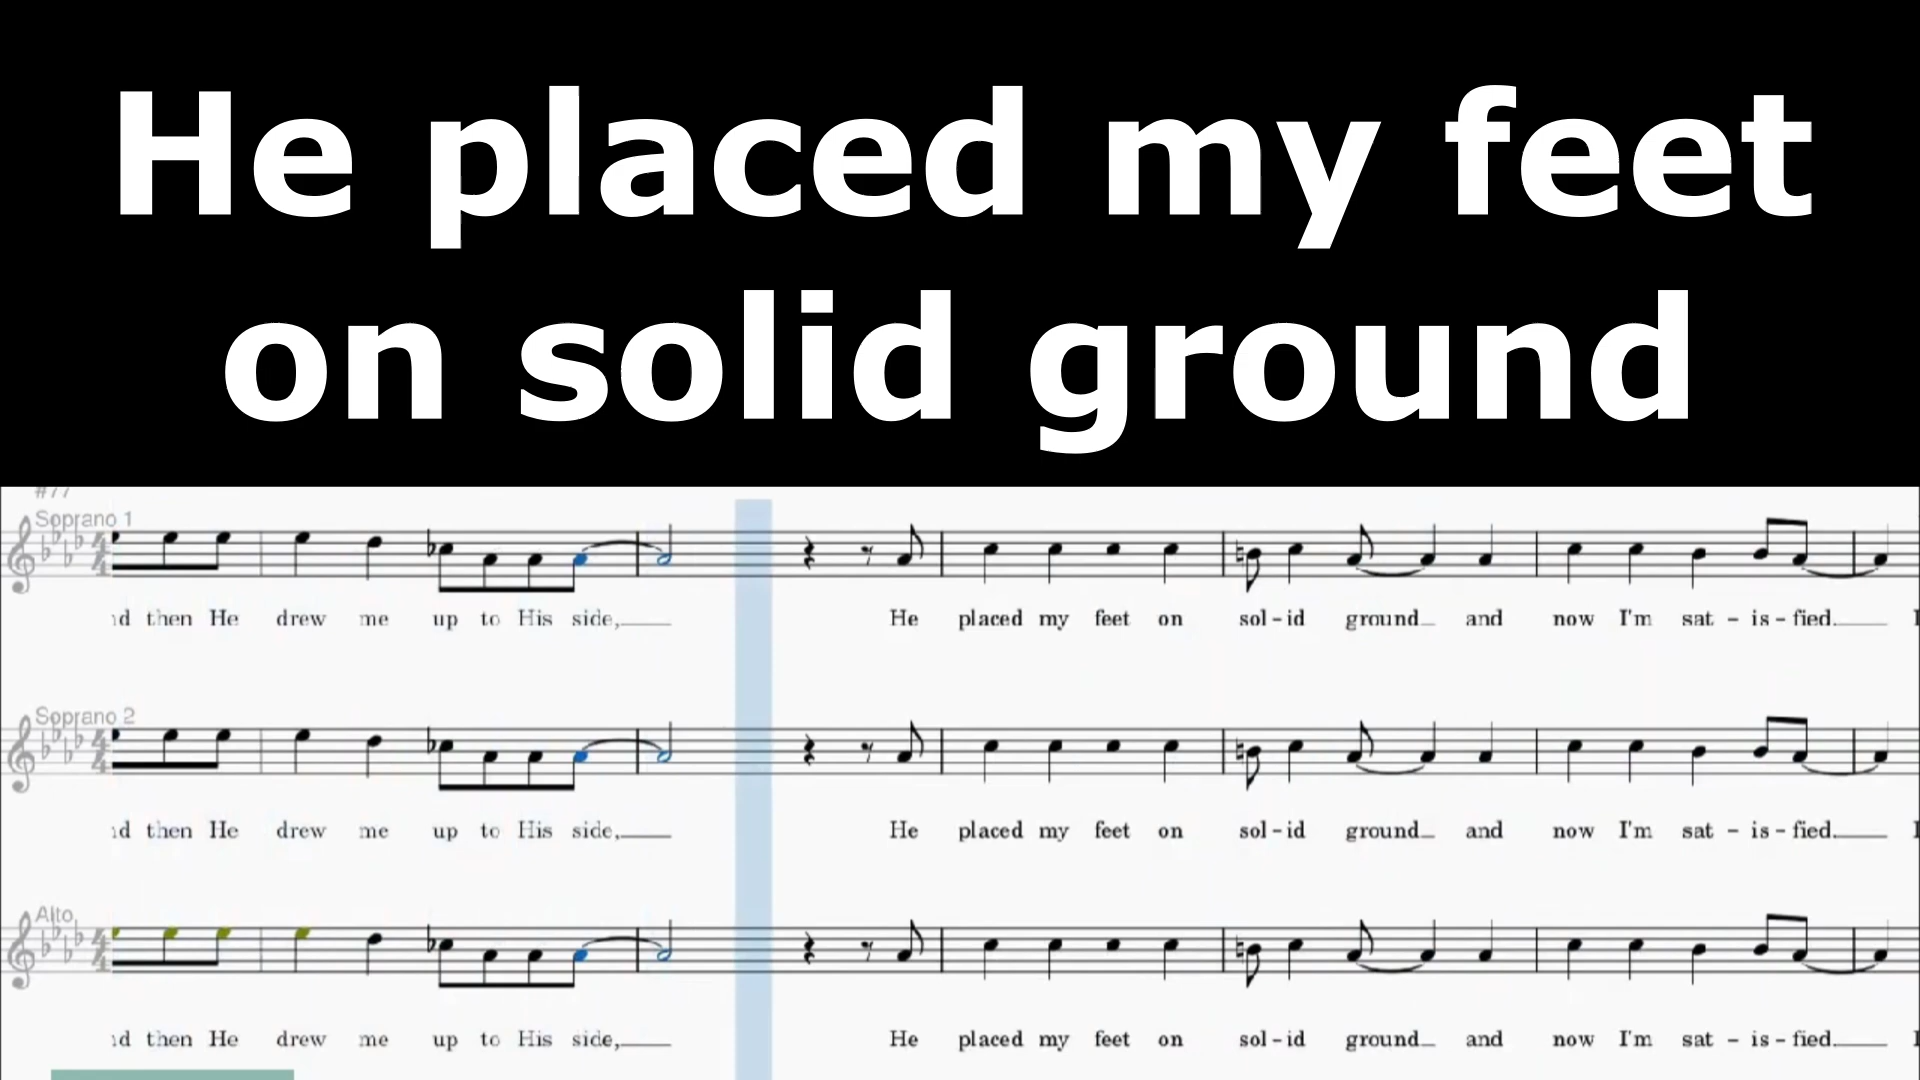 He placed my feet
on solid ground
#77
Soprano 1
then He drew me up to His side, He placed my feet on sol-id ground and now I'm sat-is-fied.
Soprano 2
then He drew me up to His side, He placed my feet on sol-id ground and now I'm sat-is-fied.
Alto
then He drew me up to His side, He placed my feet on sol-id ground and now I'm sat-is-fied.